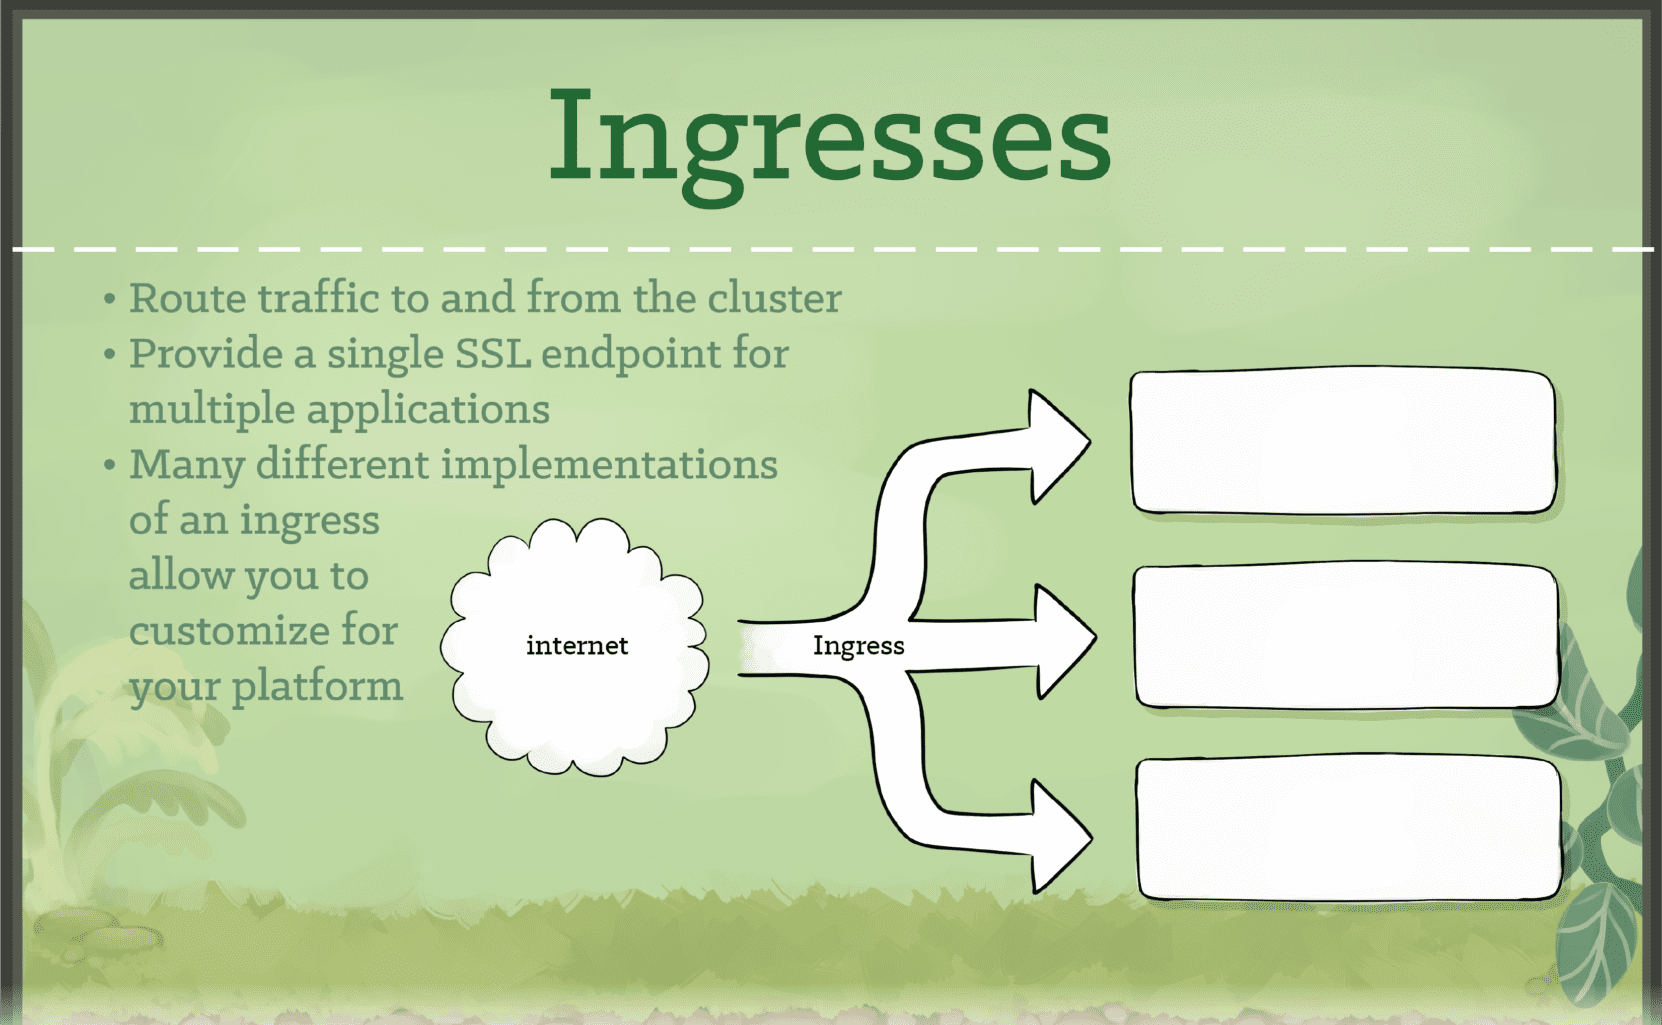 Ingresses
• Route traffic to and from the cluster
• Provide a single SSL endpoint for
multiple applications
• Many different implementations
of an ingress
allow you to
customize for
your platform
internet
Ingress